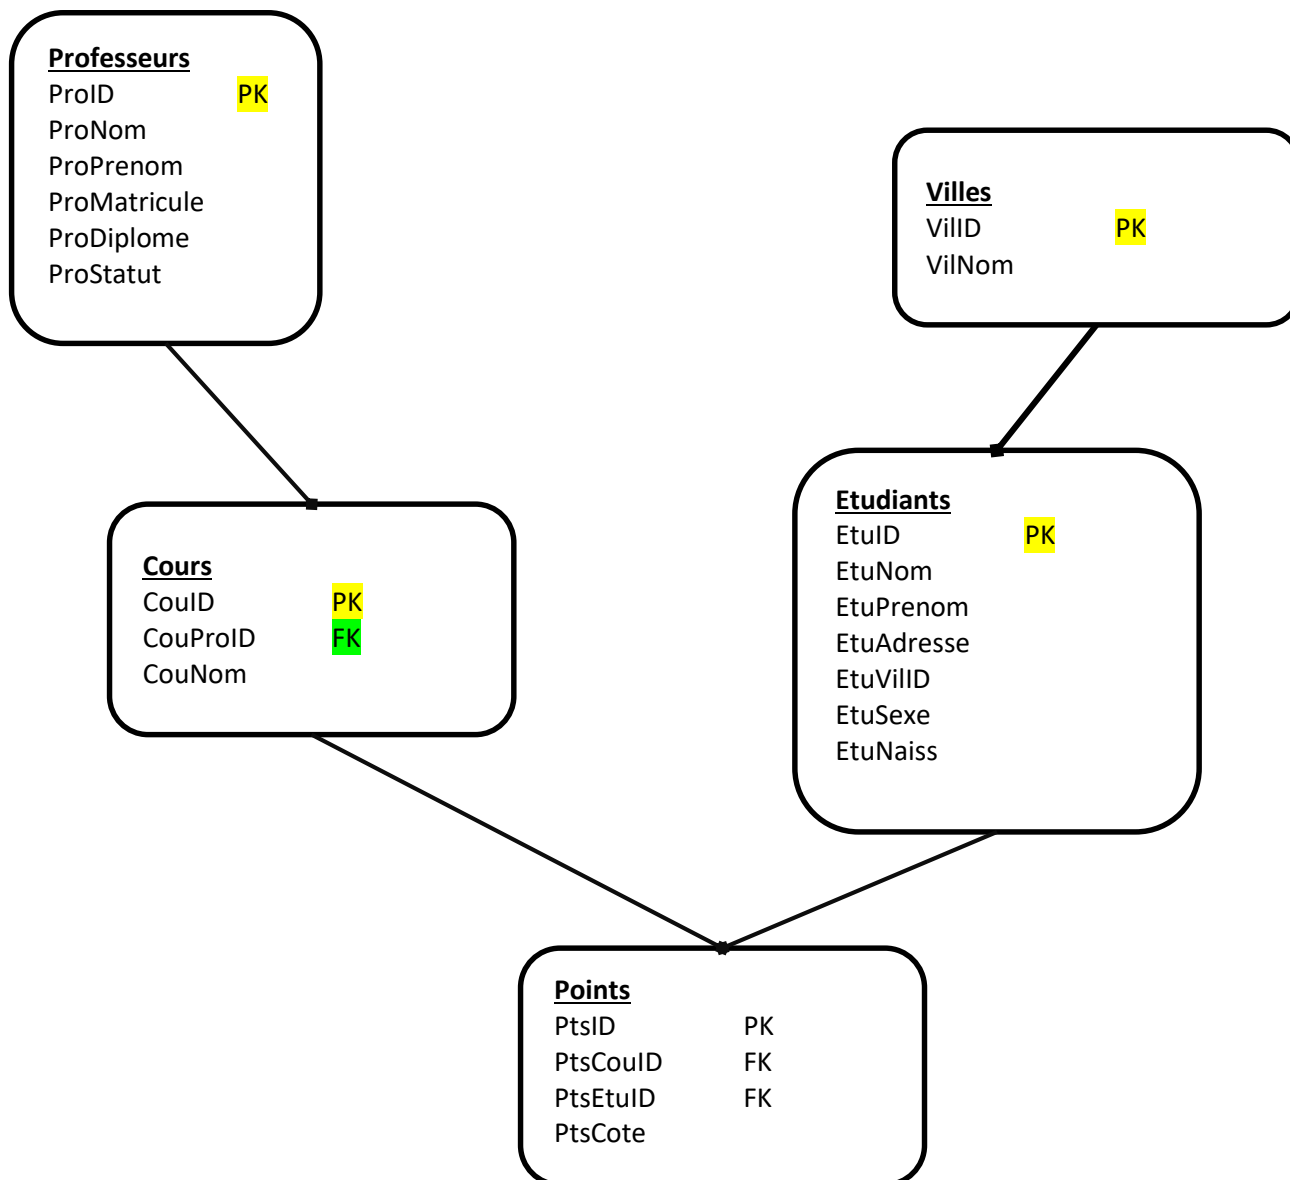 Professeurs
ProID PK
ProNom
ProPrenom
ProMatricule
ProDiplome
ProStatut
Villes
VilID PK
VilNom
Cours
CouID PK
CouProID FK
CouNom
Etudiants
EtuID PK
EtuNom
EtuPrenom
EtuAdresse
EtuVilID
EtuSexe
EtuNaiss
Points
PtsID PK
PtsCouID FK
PtsEtuID FK
PtsCote